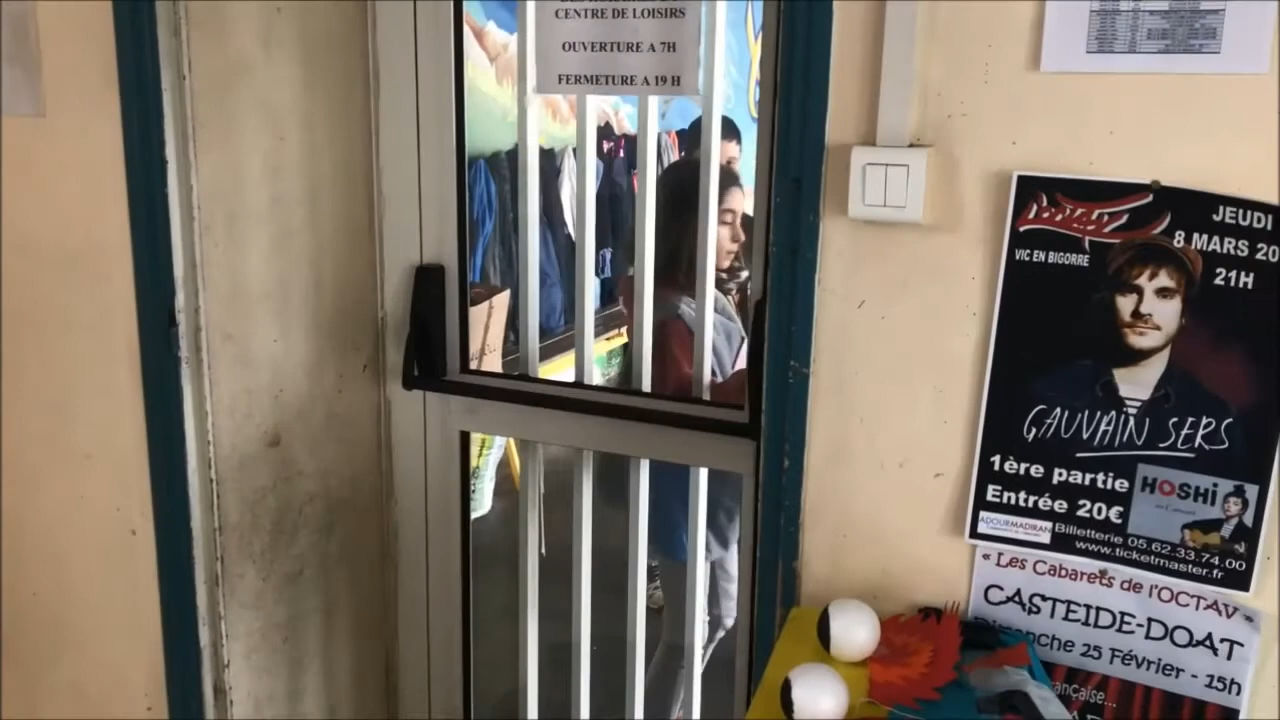 CENTRE DE LOISIRS
OUVERTURE A 7H
FERMETURE A 19 H
JEUDI
8 MARS 20
21H
VIC EN BIGORRE
GAUVAIN SERS
1ère partie
Entrée 20€
HOSHI
ADOURMADIRAN
Billetterie 05.62.33.74.00
www.ticketmaster.fr
« Les Cabarets de l'OCTAV »
CASTEIDE-DOAT
Dimanche 25 Février - 15h